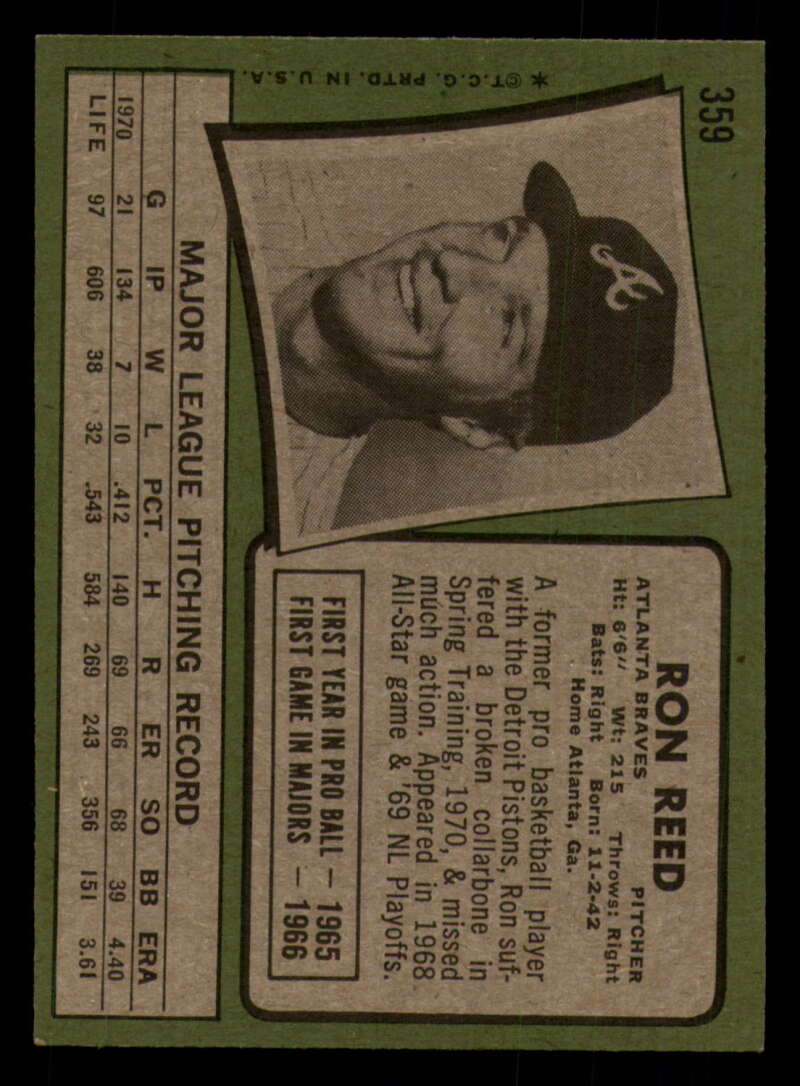 359
✶ ©T.C.G. PRTD. IN U.S.A.
A
RON REED
ATLANTA BRAVES PITCHER
Ht: 6'6" Wt: 215 Throws: Right
Bats: Right Born: 11-2-42
Home Atlanta, Ga.
A former pro basketball player
with the Detroit Pistons, Ron suf-
fered a broken collarbone in
Spring Training, 1970, & missed
much action. Appeared in 1968
All-Star game & '69 NL Playoffs.
FIRST YEAR IN PRO BALL — 1965
FIRST GAME IN MAJORS — 1966
MAJOR LEAGUE PITCHING RECORD
G IP W L PCT. H R ER SO BB ERA
1970 21 134 7 10 .412 140 69 66 68 39 4.40
LIFE 97 606 38 32 .543 584 269 243 356 151 3.61